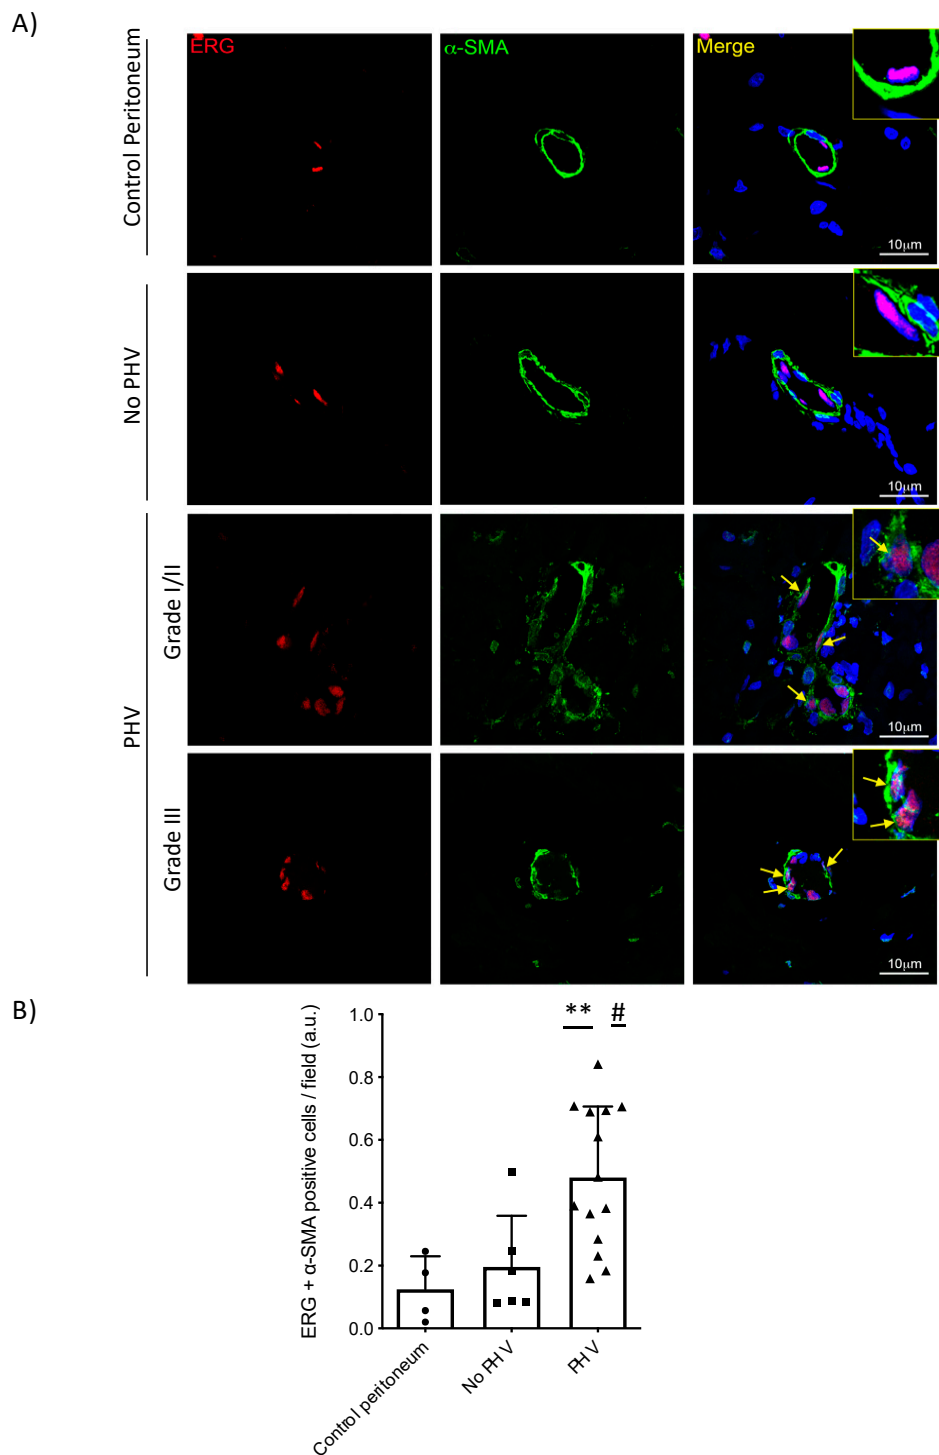 A)
ERG
α-SMA
Merge
Control Peritoneum
10µm
No PHV
10µm
PHV
Grade I/II
10µm
Grade III
10µm
B)
ERG + α-SMA positive cells / field (a.u.)
1.0
0.8
0.6
0.4
0.2
0.0
** #
Control peritoneum
No PHV
PHV